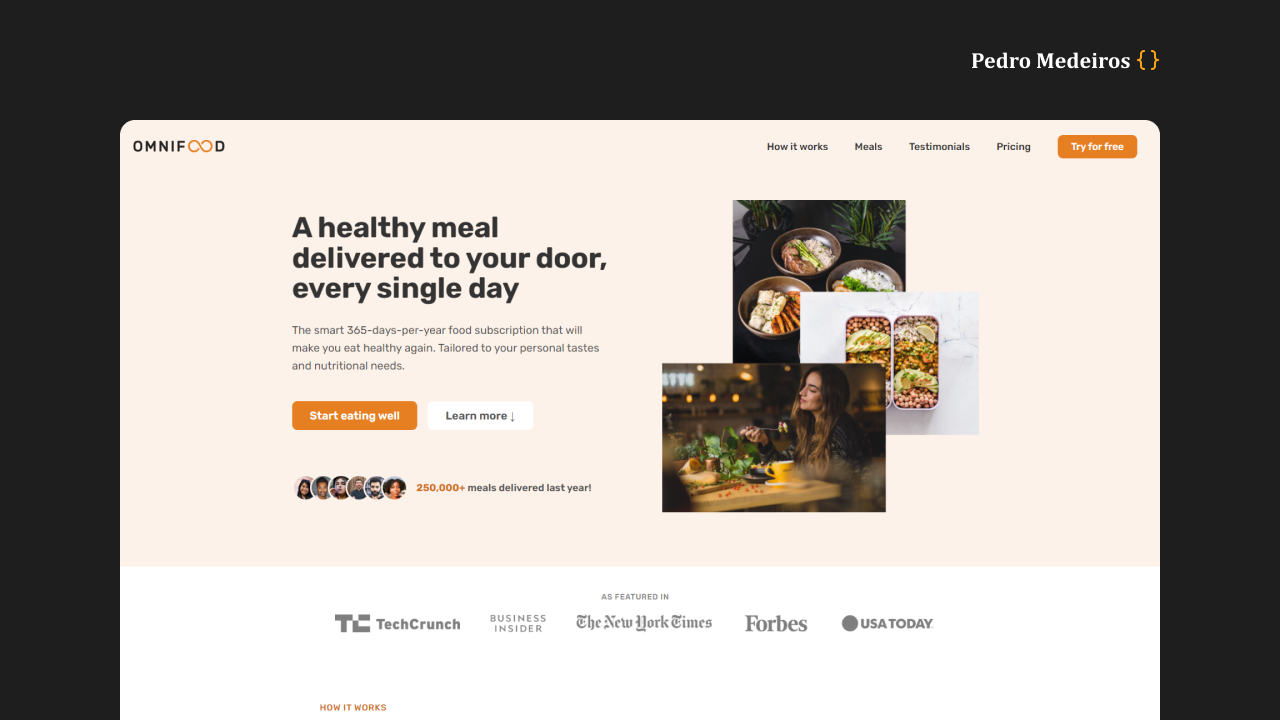 Pedro Medeiros {}
OMNIFOOD
How it works
Meals
Testimonials
Pricing
Try for free
A healthy meal
delivered to your door,
every single day
The smart 365-days-per-year food subscription that will
make you eat healthy again. Tailored to your personal tastes
and nutritional needs.
Start eating well
Learn more ↓
250,000+ meals delivered last year!
AS FEATURED IN
TC TechCrunch
BUSINESS
INSIDER
The New York Times
Forbes
USA TODAY
HOW IT WORKS